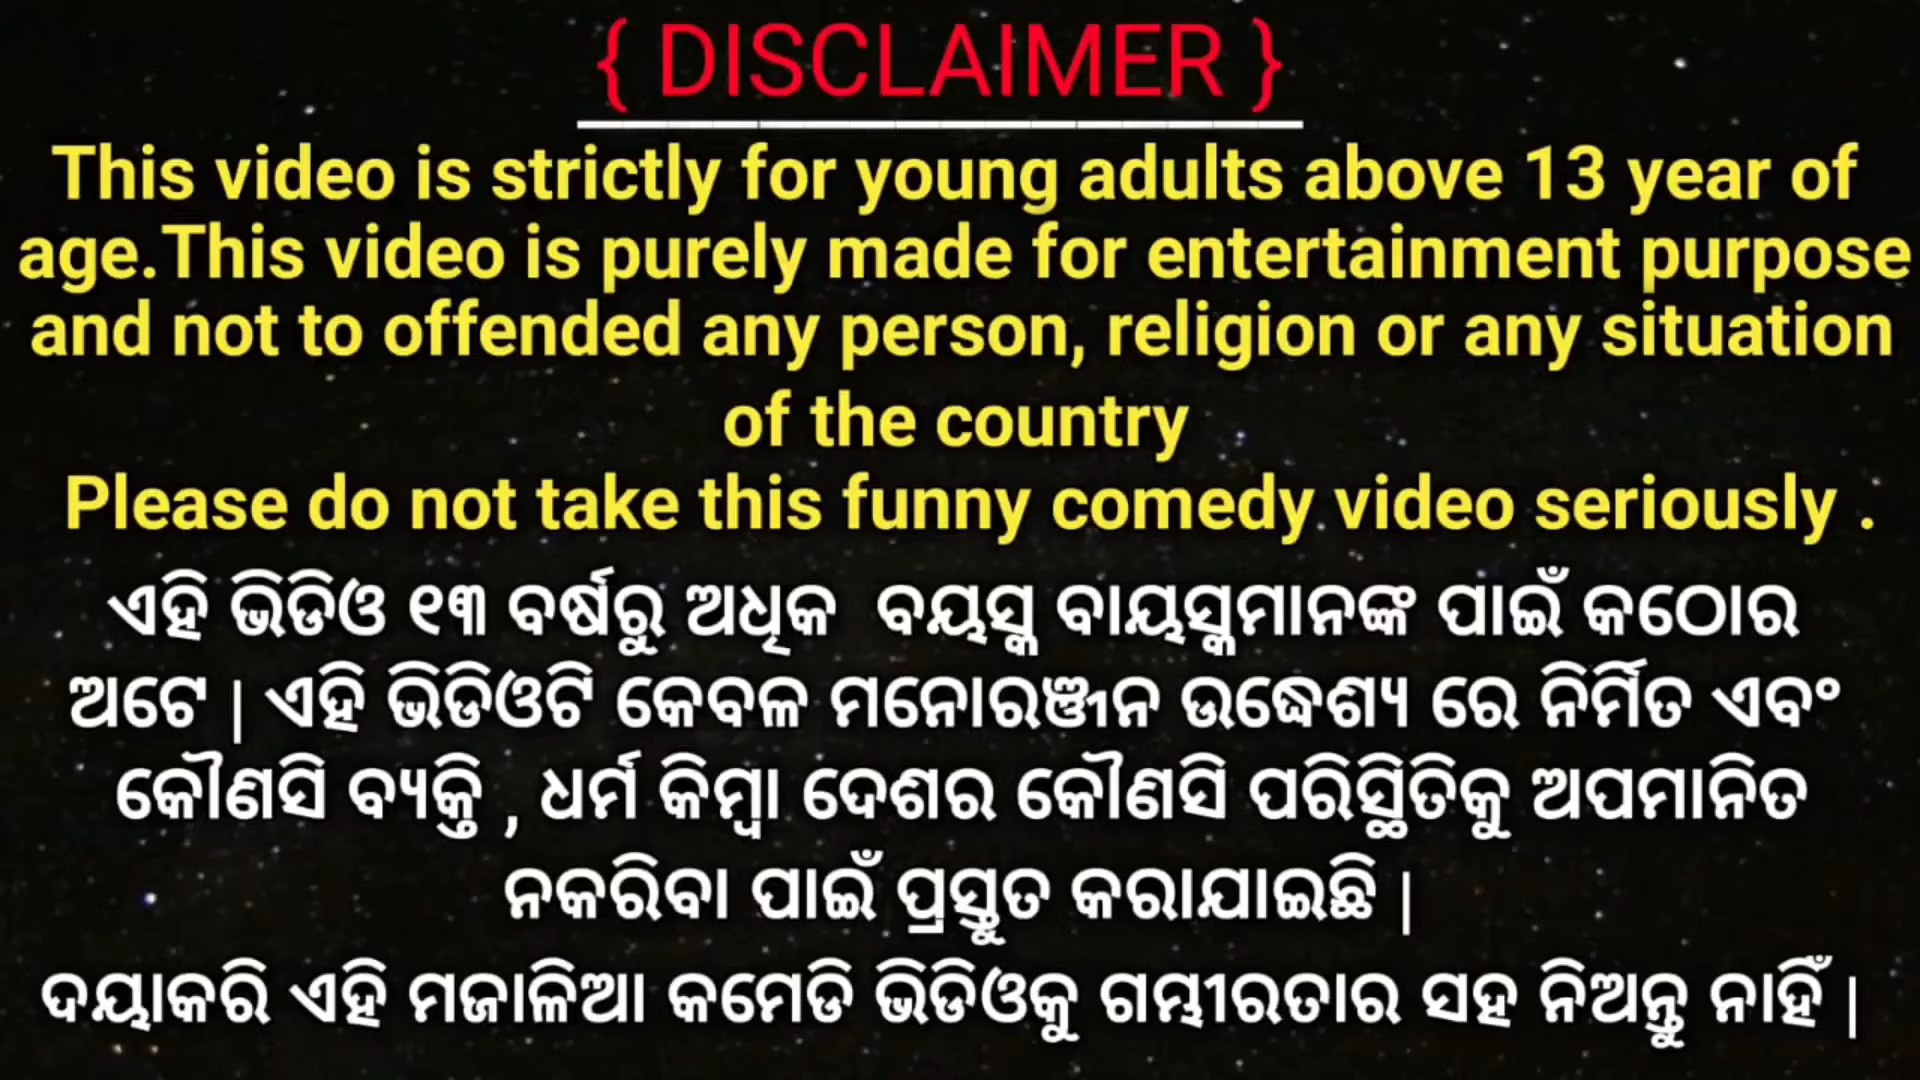 { DISCLAIMER }
This video is strictly for young adults above 13 year of
age.This video is purely made for entertainment purpose
and not to offended any person, religion or any situation
of the country
Please do not take this funny comedy video seriously .
ଏହି ଭିଡିଓ ୧୩ ବର୍ଷରୁ ଅଧିକ ବୟସ୍କ ବାୟସ୍କମାନଙ୍କ ପାଇଁ କଠୋର
ଅଟେ | ଏହି ଭିଡିଓଟି କେବଳ ମନୋରଞ୍ଜନ ଉଦ୍ଧେଶ୍ୟ ରେ ନିର୍ମିତ ଏବଂ
କୌଣସି ବ୍ୟକ୍ତି , ଧର୍ମ କିମ୍ବା ଦେଶର କୌଣସି ପରିସ୍ଥିତିକୁ ଅପମାନିତ
ନକରିବା ପାଇଁ ପ୍ରସ୍ତୁତ କରାଯାଇଛି |
ଦୟାକରି ଏହି ମଜାଳିଆ କମେଡି ଭିଡିଓକୁ ଗମ୍ଭୀରତାର ସହ ନିଅନ୍ତୁ ନାହିଁ |